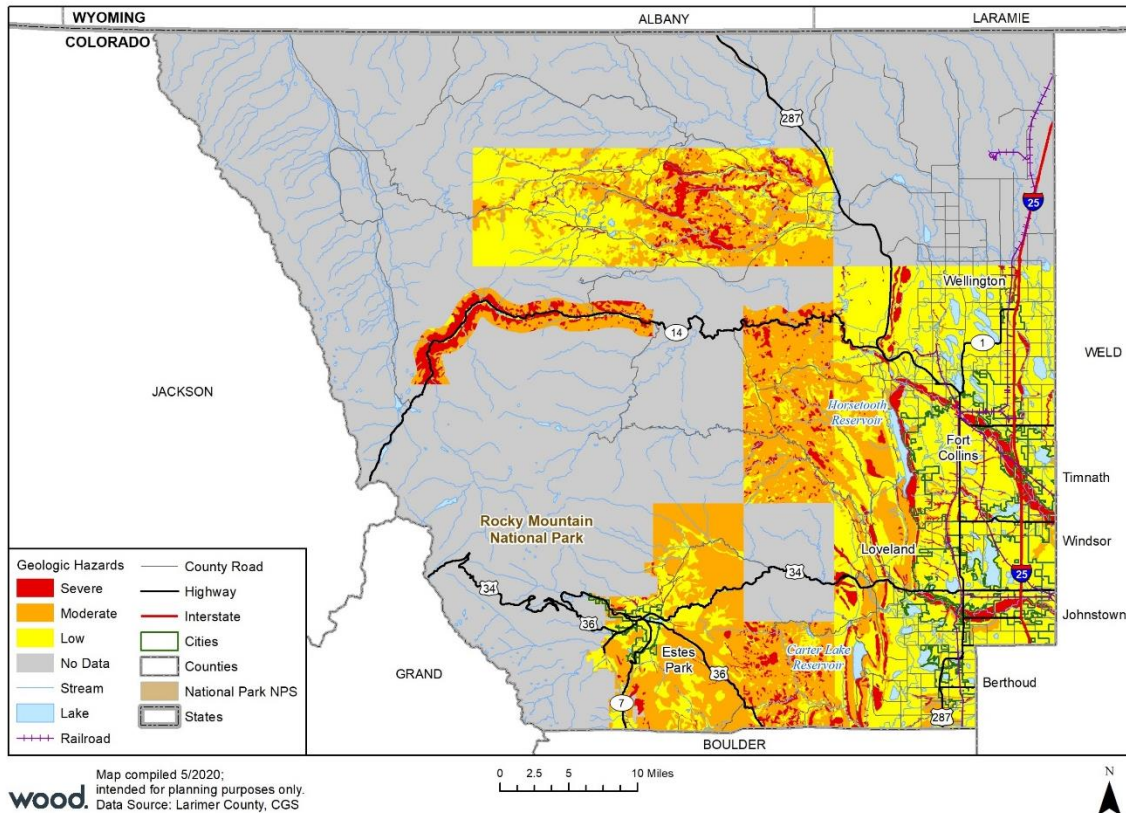 WYOMING
ALBANY
LARAMIE
COLORADO
287
25
Wellington
14
1
WELD
JACKSON
Horsetooth
Reservoir
Fort
Collins
Timnath
Rocky Mountain
National Park
Loveland
Windsor
34
34
25
36
Johnstown
Estes
Park
Carter Lake
Reservoir
GRAND
36
Berthoud
7
287
BOULDER
Geologic Hazards
Severe
Moderate
Low
No Data
Stream
Lake
Railroad
County Road
Highway
Interstate
Cities
Counties
National Park NPS
States
wood.
Map compiled 5/2020;
intended for planning purposes only.
Data Source: Larimer County, CGS
0 2.5 5 10 Miles
N